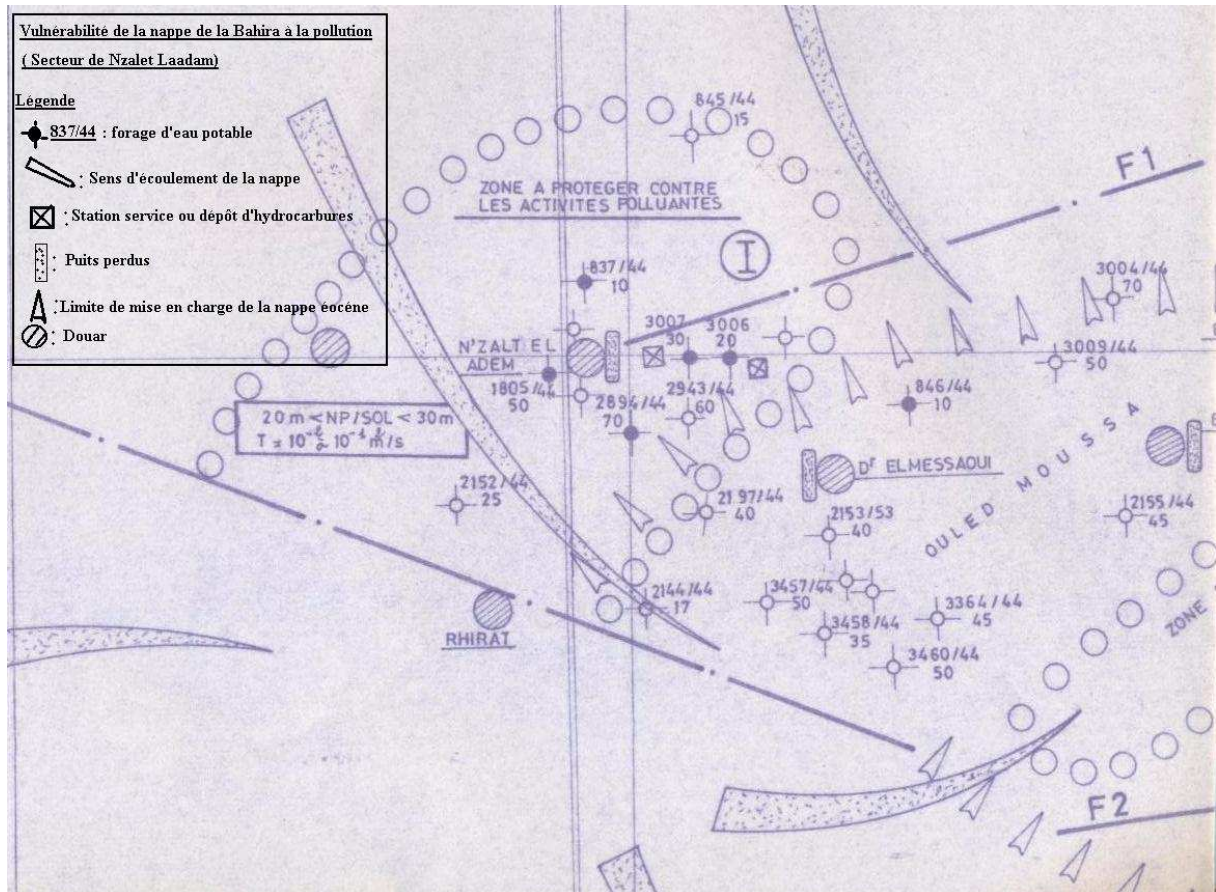 Vulnérabilité de la nappe de la Bahira à la pollution
( Secteur de Nzalet Laadam)
Légende
837/44 : forage d'eau potable
: Sens d'écoulement de la nappe
: Station service ou dépôt d'hydrocarbures
: Puits perdus
: Limite de mise en charge de la nappe éocène
: Douar
845/44
15
F1
ZONE A PROTEGER CONTRE
LES ACTIVITES POLLUANTES
I
837/44
10
3004/44
70
3007
30
3006
20
N'ZALT EL
ADEM
3009/44
50
1805/44
50
2943/44
60
846/44
10
2894/44
70
20 m < NP/SOL < 30m
OULED MOUSSA
Dr ELMESSAOUI
2152/44
25
2197/44
40
2153/53
40
2155/44
45
2144/44
17
3457/44
50
3364/44
45
3458/44
35
3460/44
50
RHIRAT
ZONE
F2